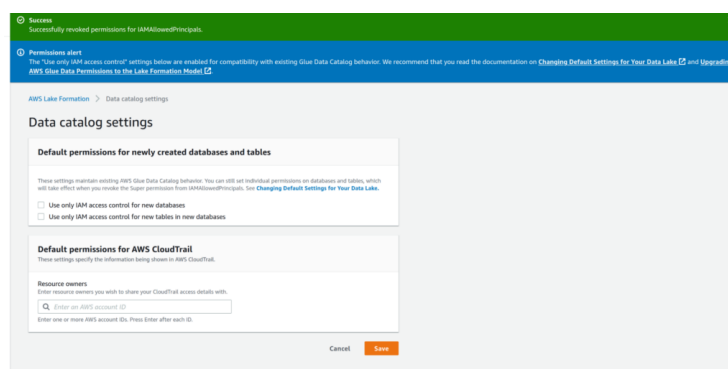 Success
Successfully revoked permissions for IAMAllowedPrincipals.
Permissions alert
The "Use only IAM access control" settings below are enabled for compatibility with existing Glue Data Catalog behavior. We recommend that you read the documentation on Changing Default Settings for Your Data Lake and Upgrading
AWS Glue Data Permissions to the Lake Formation Model.
AWS Lake Formation > Data catalog settings
Data catalog settings
Default permissions for newly created databases and tables
These settings maintain existing AWS Glue Data Catalog behavior. You can still set individual permissions on databases and tables, which
will take effect when you revoke the Super permission from IAMAllowedPrincipals. See Changing Default Settings for Your Data Lake.
Use only IAM access control for new databases
Use only IAM access control for new tables in new databases
Default permissions for AWS CloudTrail
These settings specify the information being shown in AWS CloudTrail.
Resource owners
Enter resource owners you wish to share your CloudTrail access details with.
Enter an AWS account ID
Enter one or more AWS account IDs. Press Enter after each ID.
Cancel Save